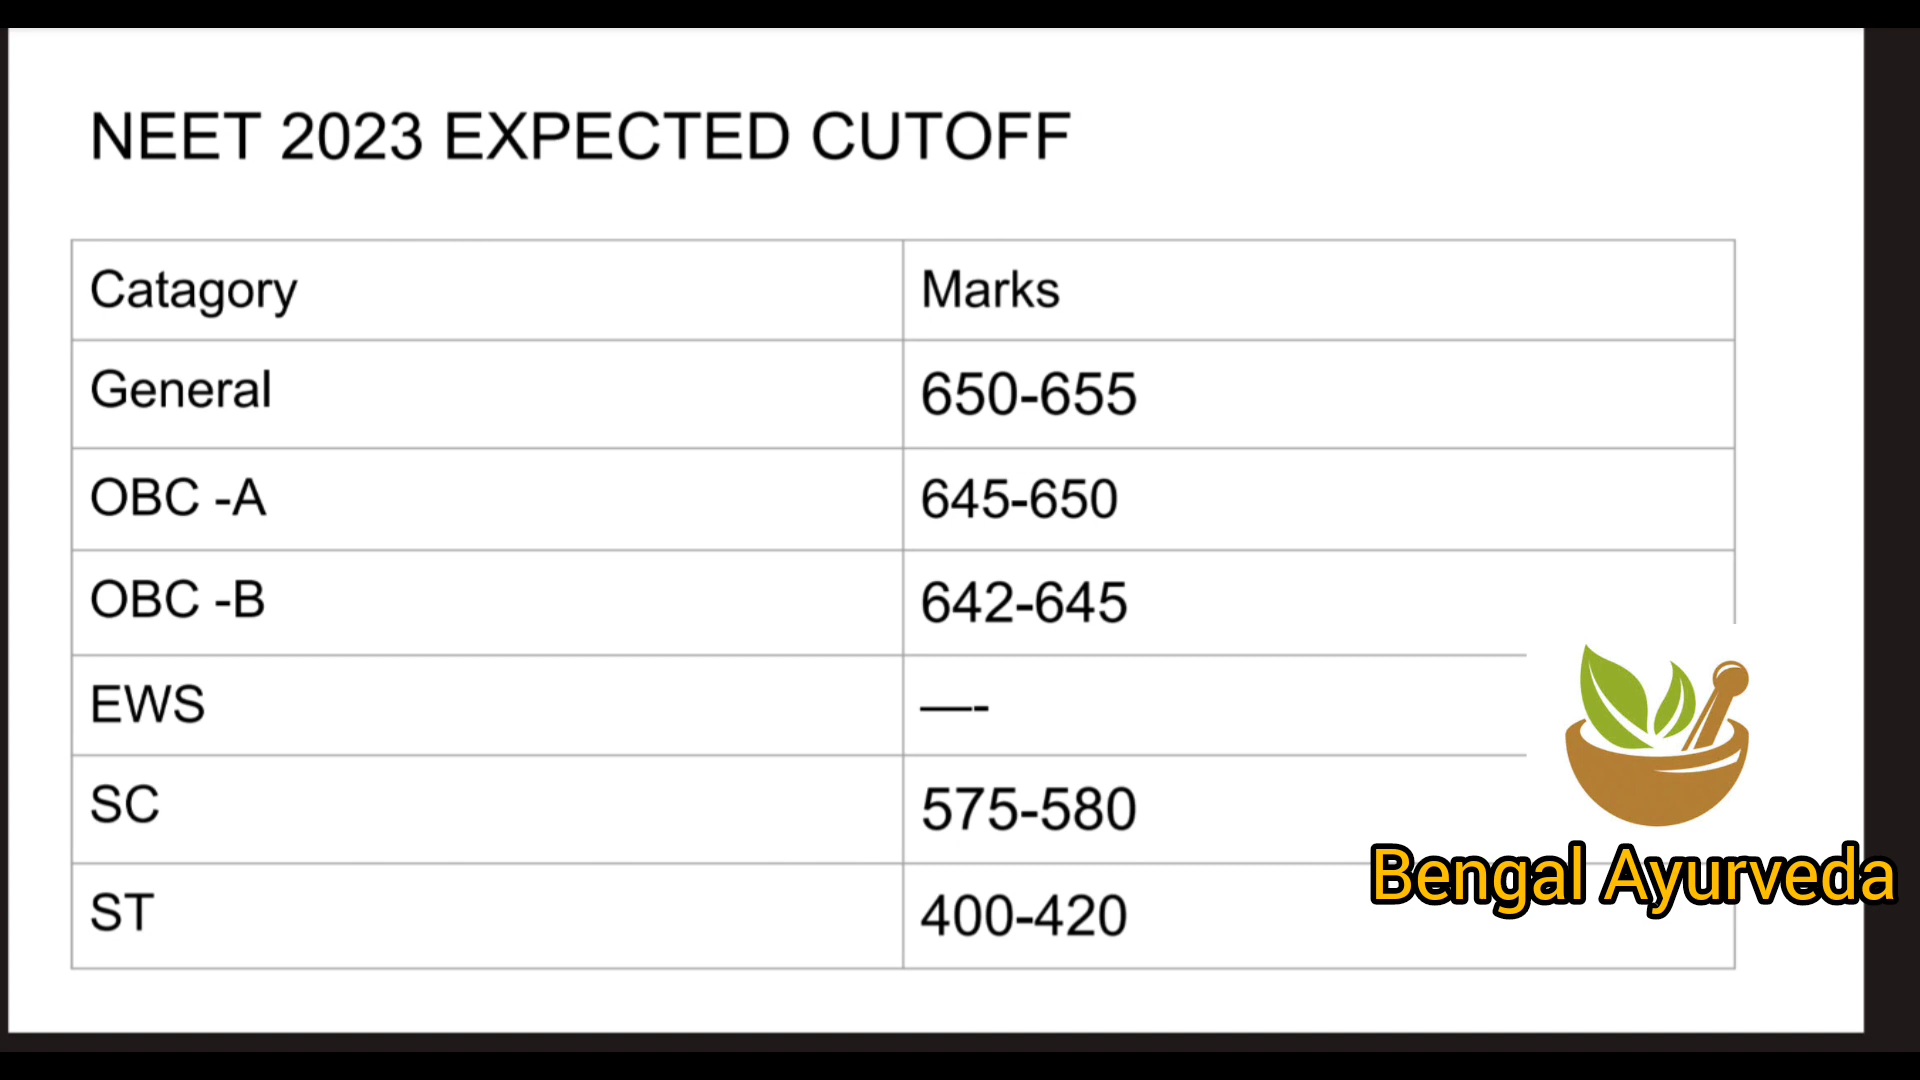 NEET 2023 EXPECTED CUTOFF
Catagory Marks
General 650-655
OBC -A 645-650
OBC -B 642-645
EWS —-
SC 575-580
ST 400-420
Bengal Ayurveda